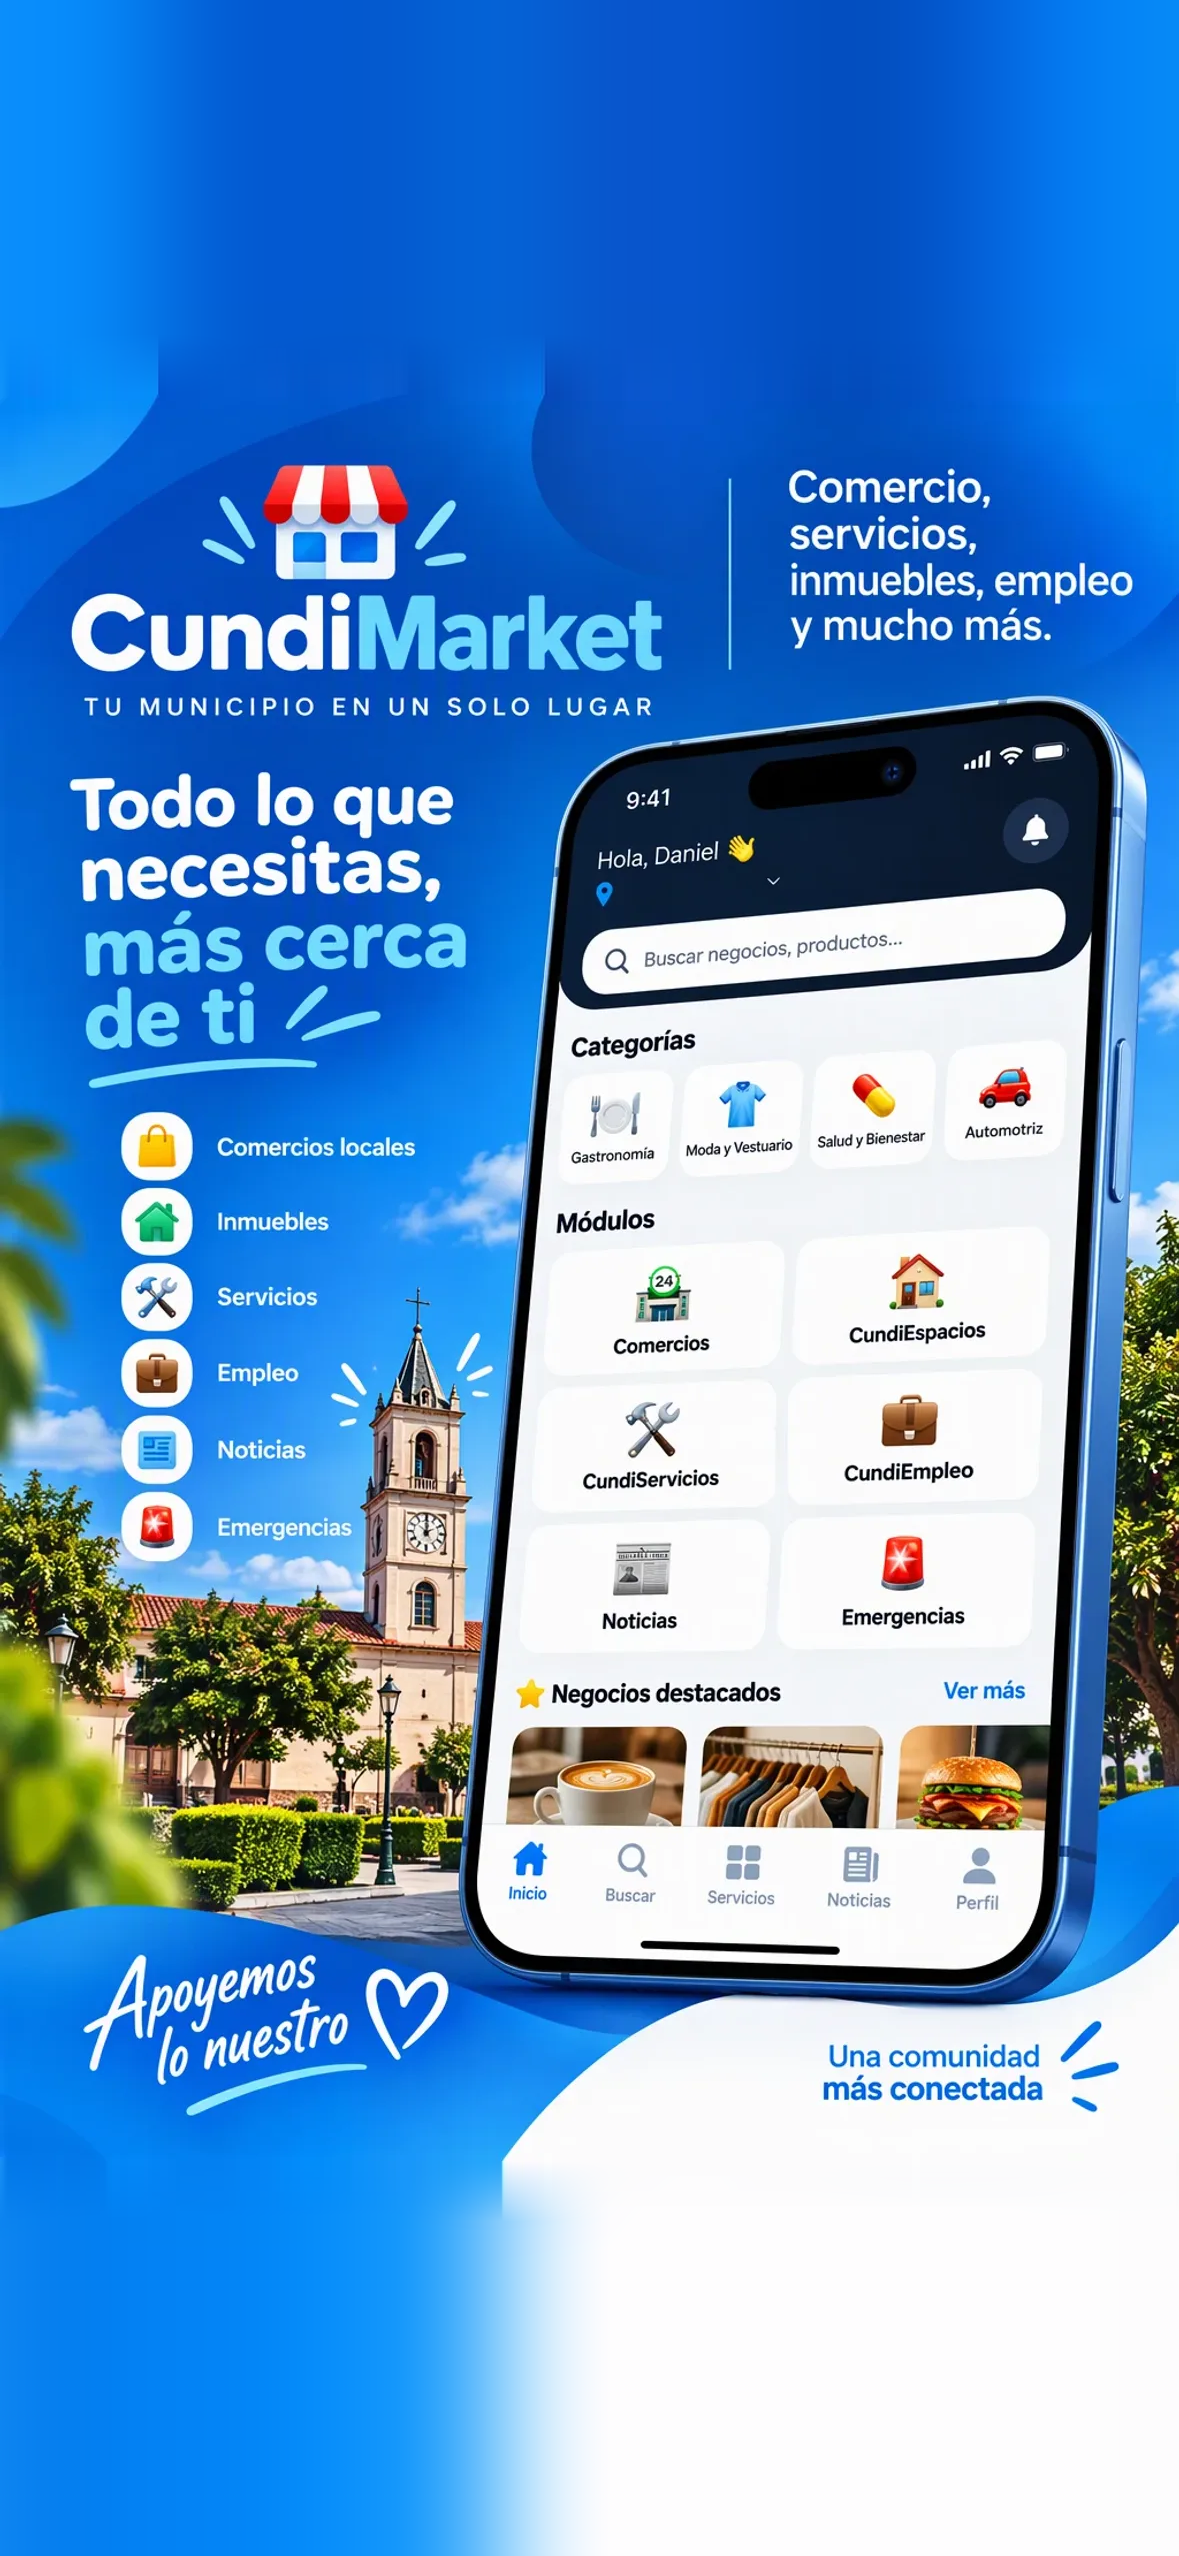 CundiMarket
TU MUNICIPIO EN UN SOLO LUGAR
Comercio,
servicios,
inmuebles, empleo
y mucho más.
Todo lo que
necesitas,
más cerca
de ti
Comercios locales
Inmuebles
Servicios
Empleo
Noticias
Emergencias
9:41
Hola, Daniel 👋
Buscar negocios, productos...
Categorías
Gastronomía
Moda y Vestuario
Salud y Bienestar
Automotriz
Módulos
24
Comercios
CundiEspacios
CundiServicios
CundiEmpleo
Noticias
Emergencias
Negocios destacados
Ver más
Inicio
Buscar
Servicios
Noticias
Perfil
Apoyemos
lo nuestro
Una comunidad
más conectada